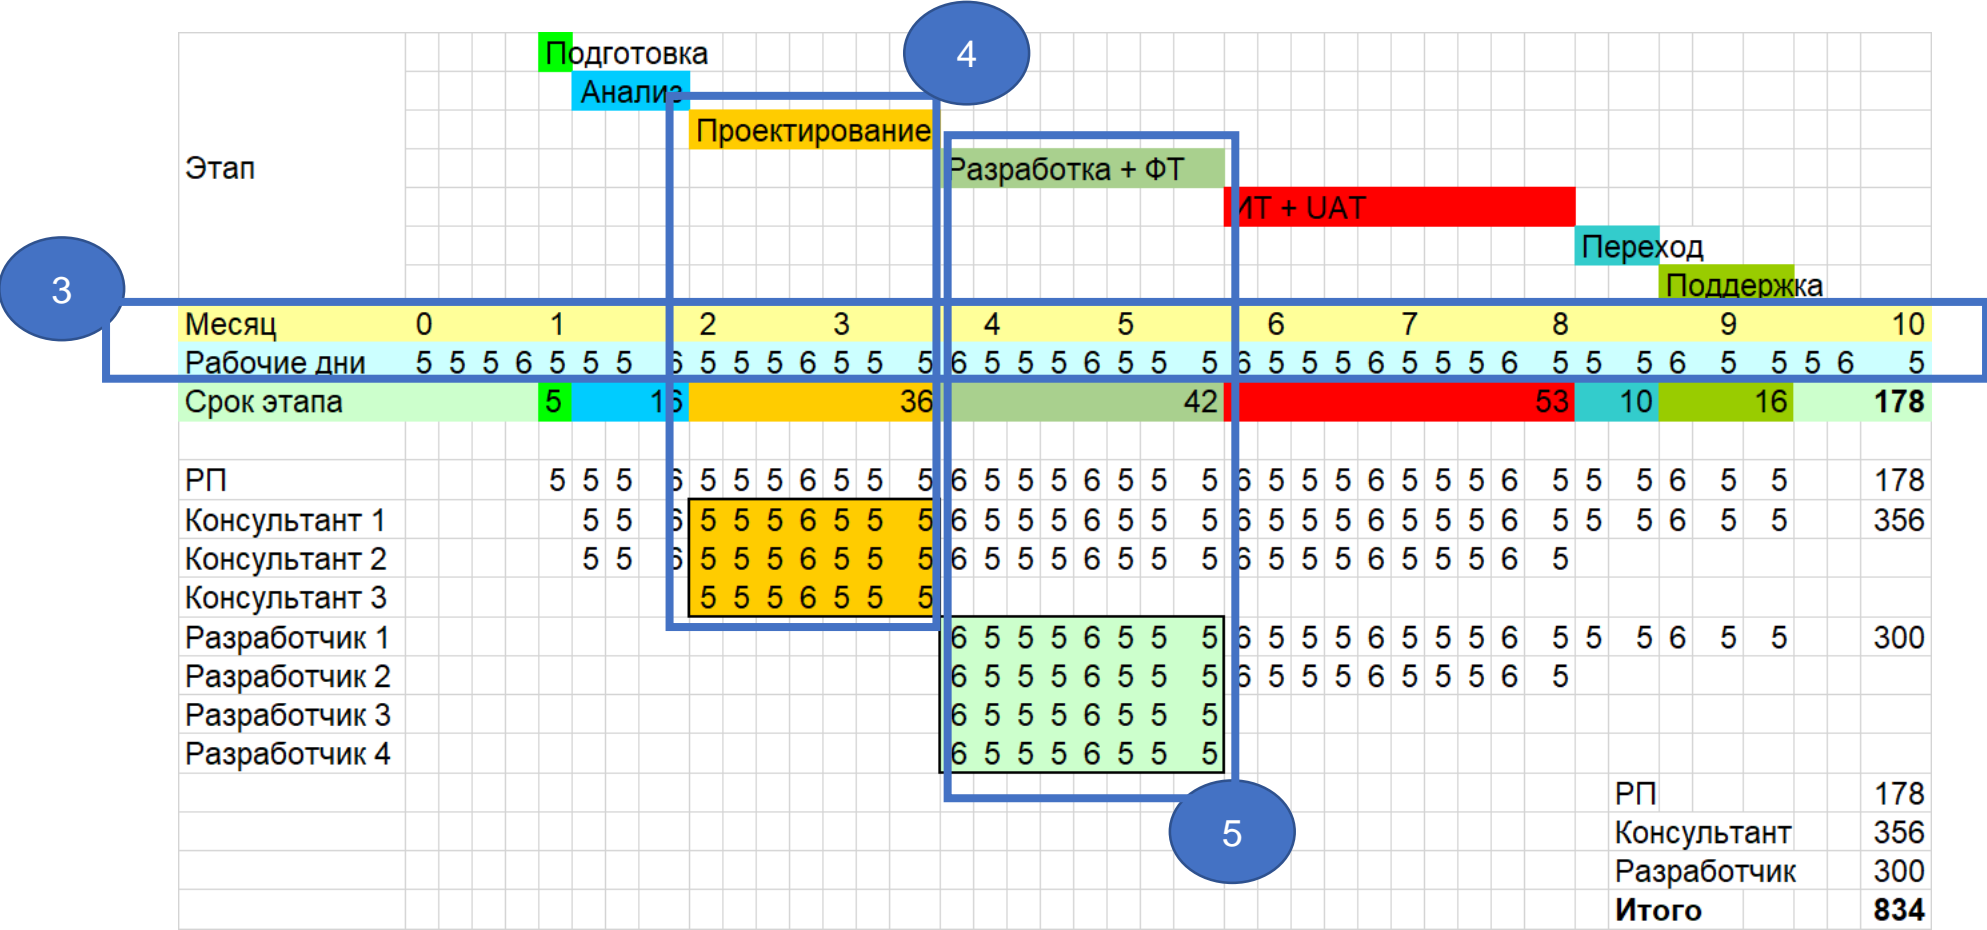 4
Подготовка
Анализ
Проектирование
Этап
Разработка + ФТ
ИТ + UAT
Переход
3
Поддержка
Месяц 0 1 2 3 4 5 6 7 8 9 10
Рабочие дни 5 5 5 6 5 5 5 6 5 5 5 6 5 5 5 6 5 5 5 6 5 5 5 6 5 5 5 6 5 5 5 6 5 5 5 6 5 5 5 6 5
Срок этапа 5 16 36 42 53 10 16 178
РП 5 5 5 6 5 5 5 6 5 5 5 6 5 5 5 6 5 5 5 6 5 5 5 6 5 5 5 6 5 5 5 6 5 5 178
Консультант 1 5 5 6 5 5 5 6 5 5 5 6 5 5 5 6 5 5 5 6 5 5 5 6 5 5 5 6 5 5 5 6 5 5 356
Консультант 2 5 5 6 5 5 5 6 5 5 5 6 5 5 5 6 5 5 5 6 5 5 5 6 5 5 5 6 5
Консультант 3 5 5 5 6 5 5 5
Разработчик 1 6 5 5 5 6 5 5 5 6 5 5 5 6 5 5 5 6 5 5 5 6 5 5 300
Разработчик 2 6 5 5 5 6 5 5 5 6 5 5 5 6 5 5 5 6 5
Разработчик 3 6 5 5 5 6 5 5 5
Разработчик 4 6 5 5 5 6 5 5 5
РП 178
5
Консультант 356
Разработчик 300
Итого 834